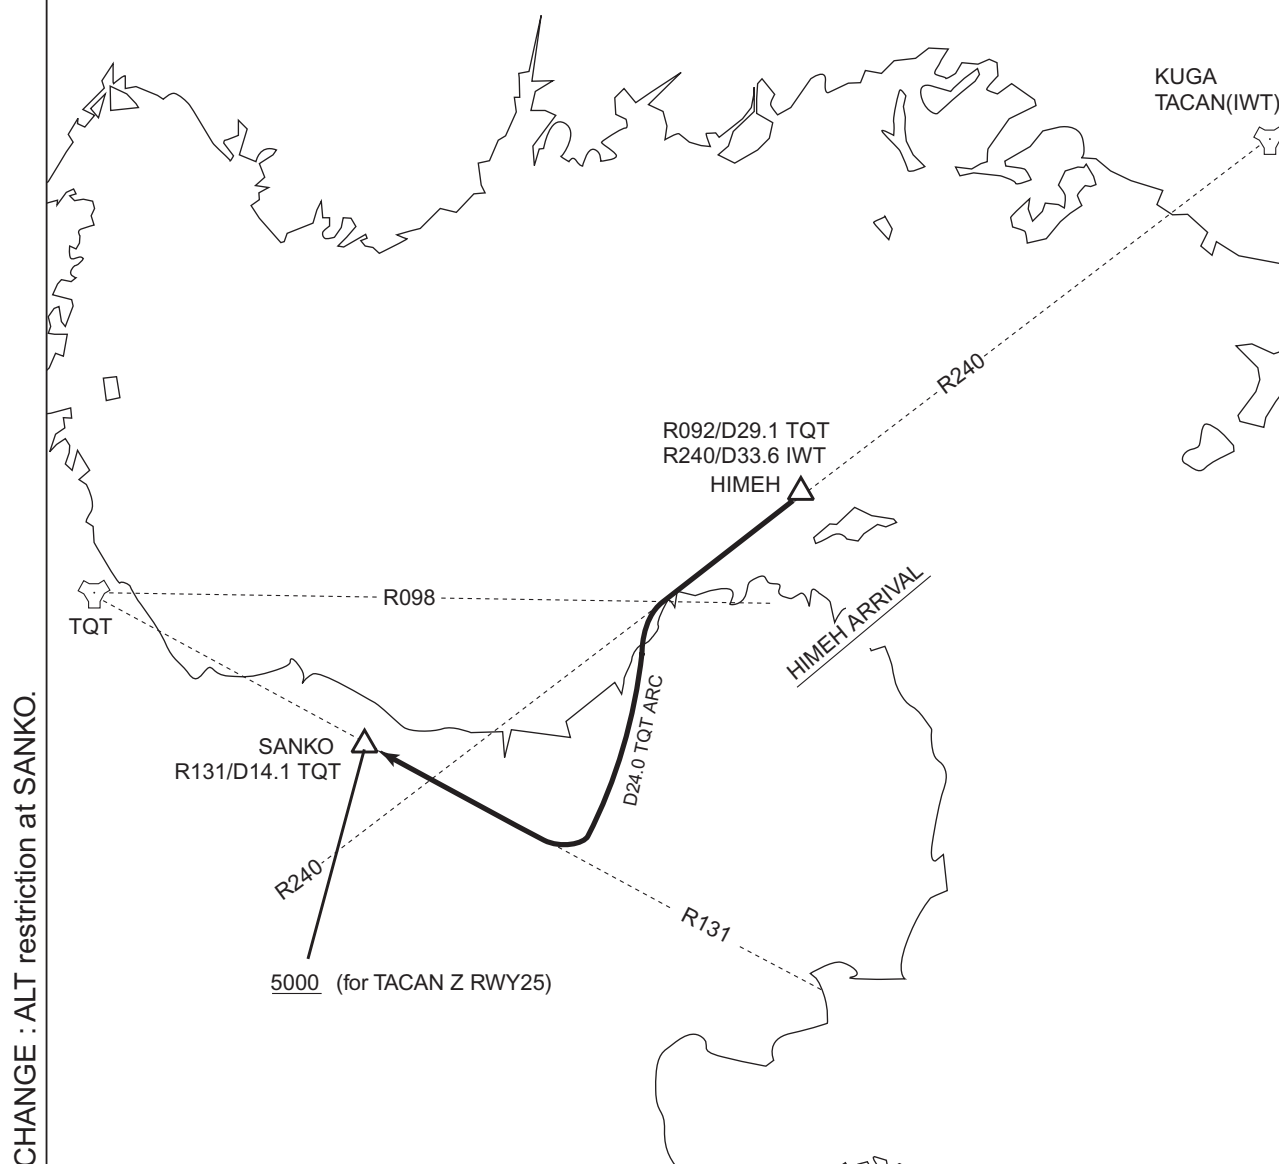 KUGA
TACAN(IWT)
R240
R092/D29.1 TQT
R240/D33.6 IWT
HIMEH
HIMEH ARRIVAL
R098
TQT
D24.0 TQT ARC
SANKO
R131/D14.1 TQT
R240
R131
5000 (for TACAN Z RWY25)
CHANGE : ALT restriction at SANKO.